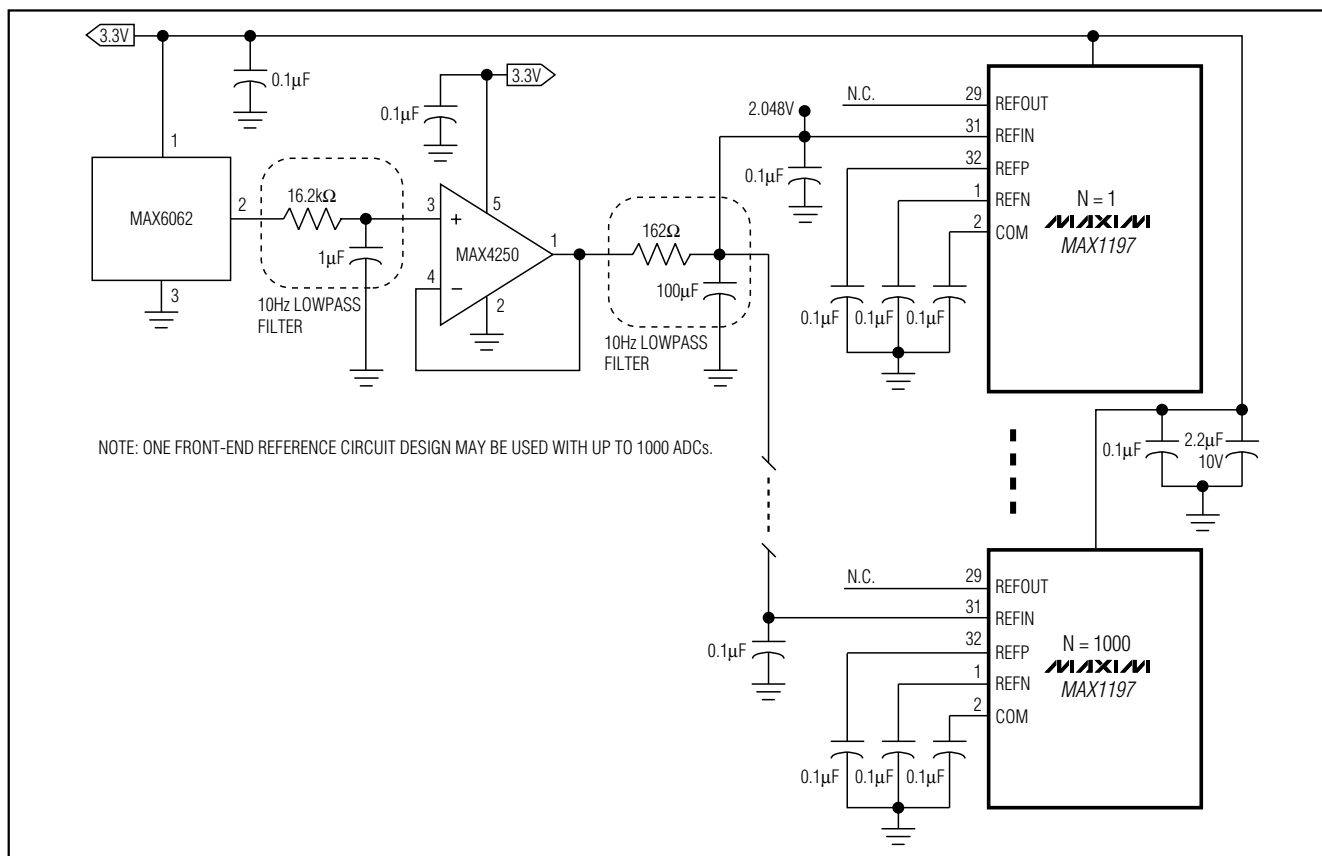 3.3V
0.1µF
1
MAX6062
2
3
16.2kΩ
1µF
10Hz LOWPASS
FILTER
0.1µF
3.3V
3
+
4
−
5
MAX4250
1
2
162Ω
100µF
10Hz LOWPASS
FILTER
2.048V
0.1µF
N.C.
29
REFOUT
31
REFIN
32
REFP
1
REFN
2
COM
N = 1
MAXIM
MAX1197
0.1µF
0.1µF
0.1µF
NOTE: ONE FRONT-END REFERENCE CIRCUIT DESIGN MAY BE USED WITH UP TO 1000 ADCs.
0.1µF
2.2µF
10V
N.C.
29
REFOUT
31
REFIN
32
REFP
1
REFN
2
COM
N = 1000
MAXIM
MAX1197
0.1µF
0.1µF
0.1µF
0.1µF